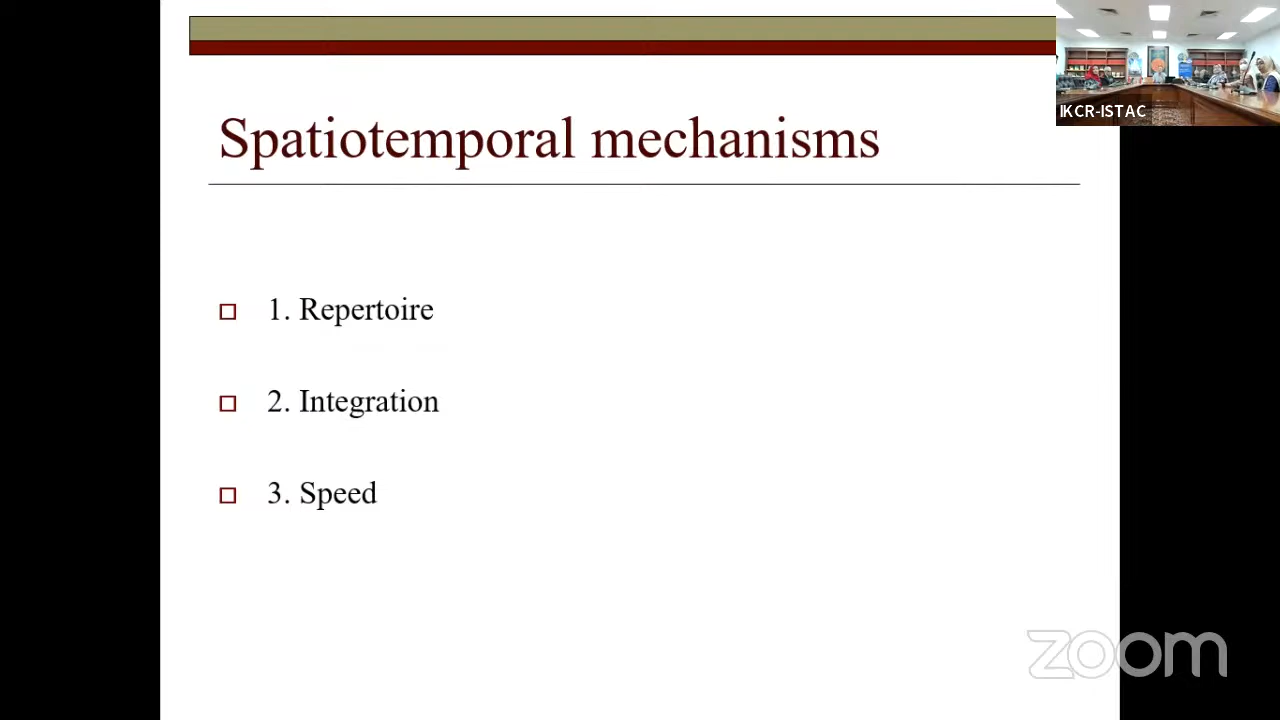 IKCR-ISTAC
Spatiotemporal mechanisms
1. Repertoire
2. Integration
3. Speed
zoom